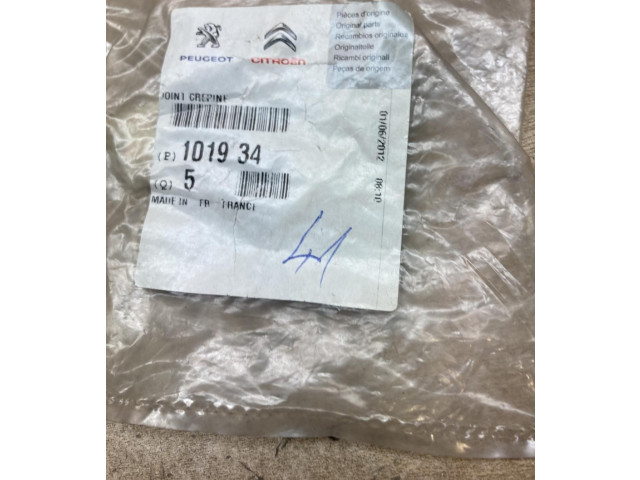 PEUGEOT
CITROËN
Pièces d'origine
Original parts
Recambios originales
Originalteile
Ricambi originali
Peças de origem
JOINT CREPINE
(P) 1019 34
(Q) 5
MADE IN FR FRANCE
01/06/2012 08:10
41